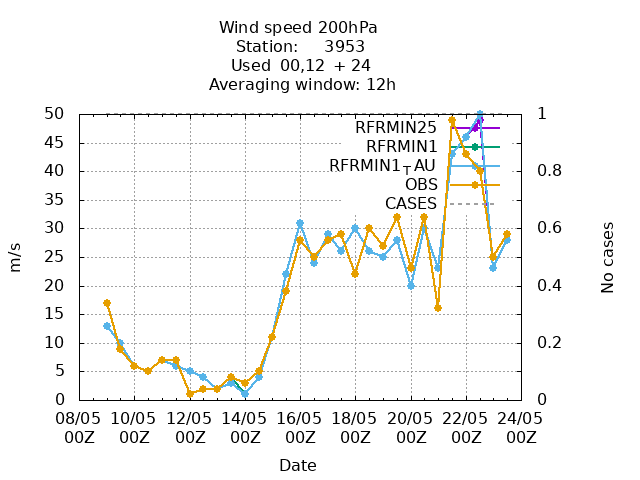 Wind speed 200hPa
Station: 3953
Used 00,12 + 24
Averaging window: 12h
50 1
RFRMIN25
45
RFRMIN1
40 0.8
RFRMIN1TAU
OBS
35
CASES
30 0.6
25
20 0.4
15
10 0.2
5
0 0
m/s
No cases
08/05 10/05 12/05 14/05 16/05 18/05 20/05 22/05 24/05
00Z 00Z 00Z 00Z 00Z 00Z 00Z 00Z 00Z
Date